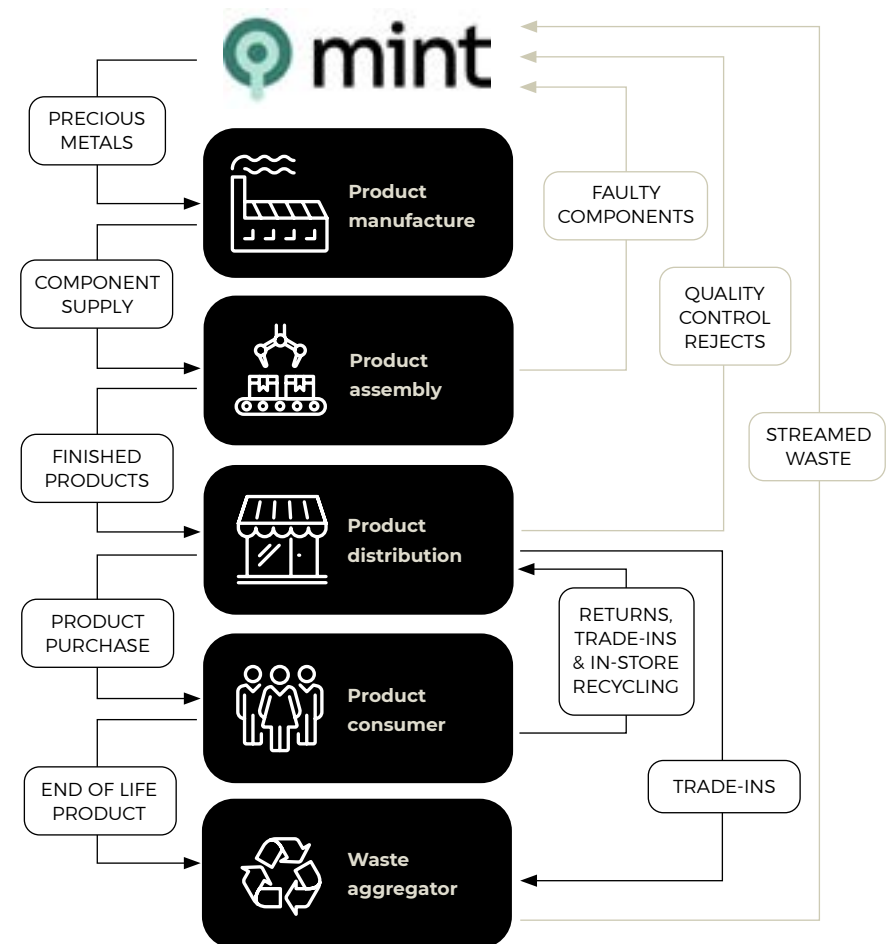 mint
PRECIOUS
METALS
Product
manufacture
FAULTY
COMPONENTS
COMPONENT
SUPPLY
QUALITY
CONTROL
REJECTS
Product
assembly
FINISHED
PRODUCTS
STREAMED
WASTE
Product
distribution
PRODUCT
PURCHASE
RETURNS,
TRADE-INS
& IN-STORE
RECYCLING
Product
consumer
END OF LIFE
PRODUCT
TRADE-INS
Waste
aggregator